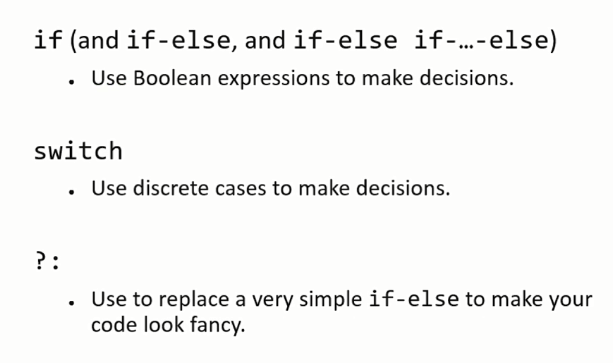 if (and if-else, and if-else if-…-else)
• Use Boolean expressions to make decisions.
switch
• Use discrete cases to make decisions.
?:
• Use to replace a very simple if-else to make your
code look fancy.